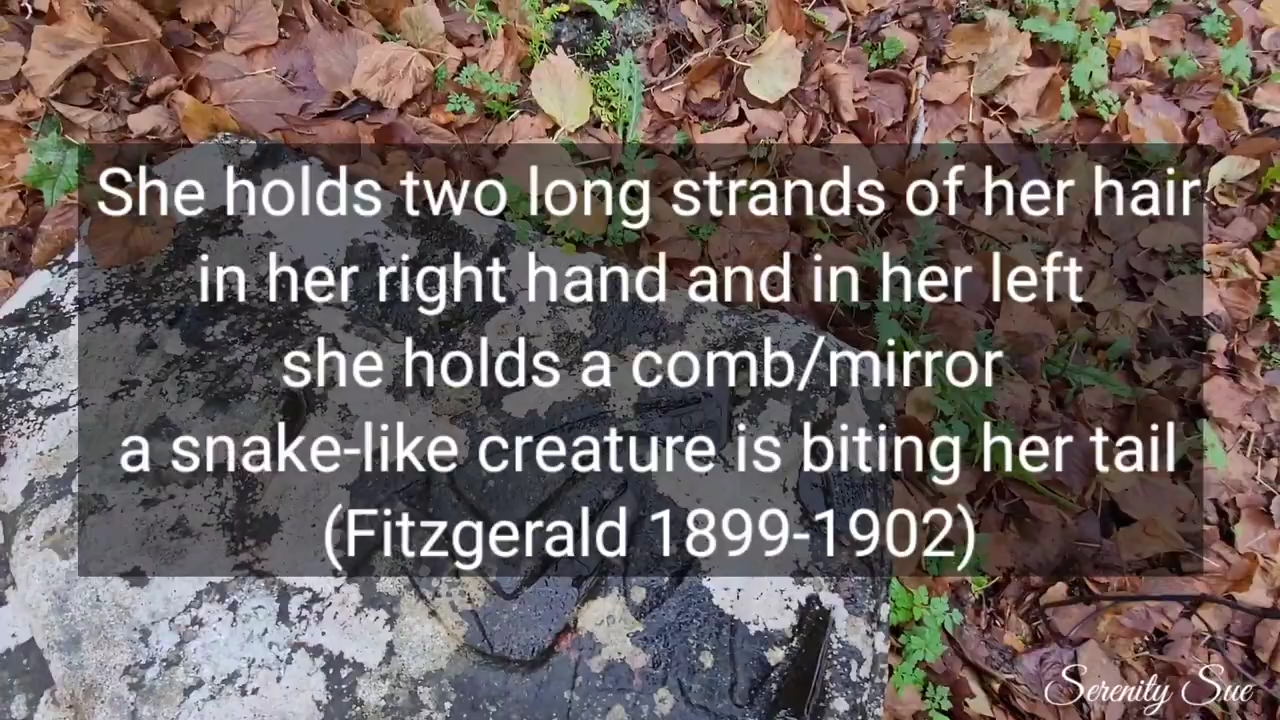 She holds two long strands of her hair
in her right hand and in her left
she holds a comb/mirror
a snake-like creature is biting her tail
(Fitzgerald 1899-1902)
Serenity Sue